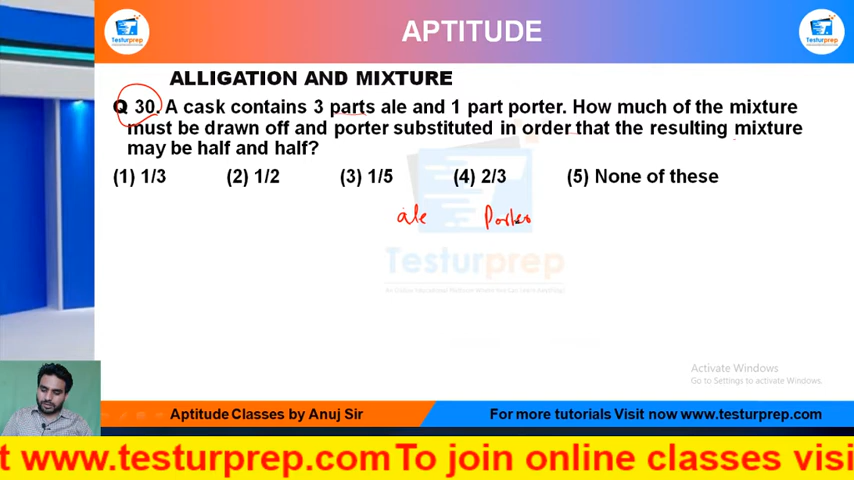 APTITUDE
Testurprep
Testurprep
ALLIGATION AND MIXTURE
Q 30. A cask contains 3 parts ale and 1 part porter. How much of the mixture
must be drawn off and porter substituted in order that the resulting mixture
may be half and half?
(1) 1/3 (2) 1/2 (3) 1/5 (4) 2/3 (5) None of these
ale Porter
Testurprep
Activate Windows
Go to Settings to activate Windows.
Aptitude Classes by Anuj Sir For more tutorials Visit now www.testurprep.com
t www.testurprep.com To join online classes visi